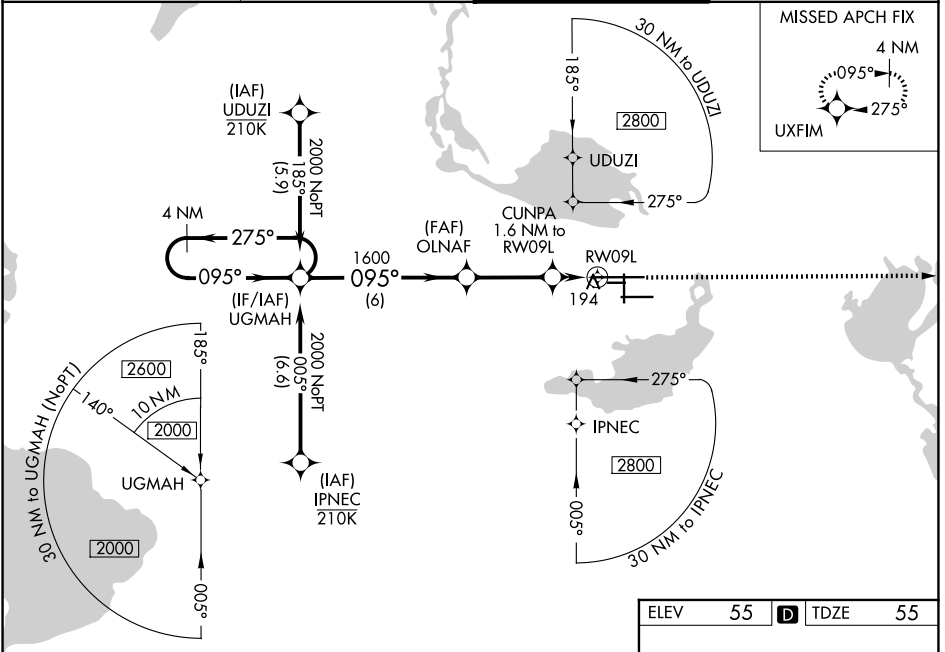 MISSED APCH FIX
4 NM
095°
275°
UXFIM
30 NM to UDUZI
185°
2800
UDUZI
275°
(IAF)
UDUZI
210K
2000 NoPT
185°
(5.9)
4 NM
275°
095°
(IF/IAF)
UGMAH
1600
095°
(6)
(FAF)
OLNAF
CUNPA
1.6 NM to
RW09L
RW09L
194
2000 NoPT
005°
(6.6)
(IAF)
IPNEC
210K
30 NM to UGMAH (NoPT)
185°
2600
140°
10 NM
2000
UGMAH
2000
005°
275°
IPNEC
2800
005°
30 NM to IPNEC
ELEV 55 D TDZE 55